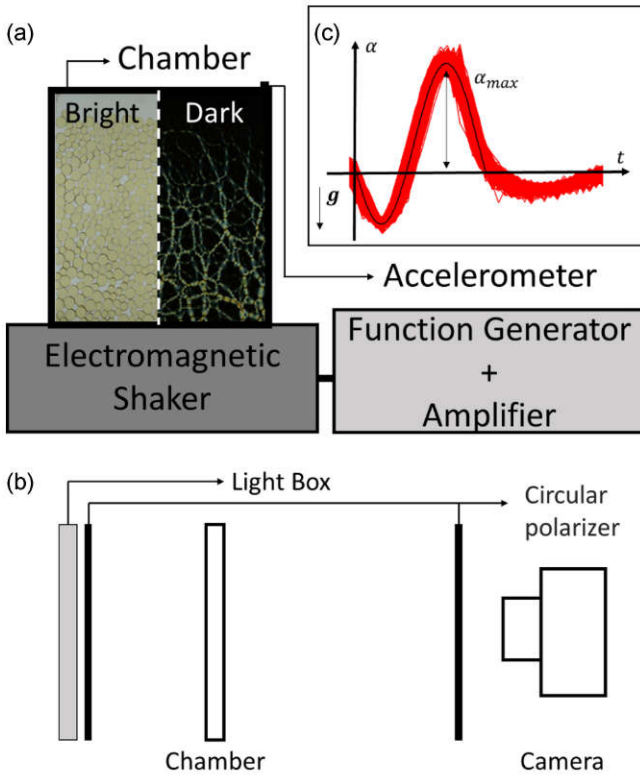 (a)
Chamber
Bright
Dark
Accelerometer
Electromagnetic
Shaker
Function Generator
+
Amplifier
(c)
α
α_max
t
g
(b)
Light Box
Circular
polarizer
Chamber
Camera